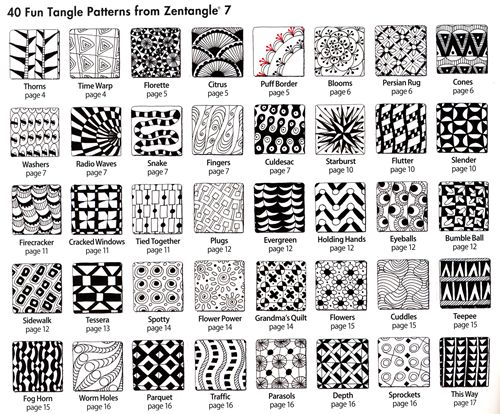 40 Fun Tangle Patterns from Zentangle® 7
Thorns Time Warp Florette Citrus Puff Border Blooms Persian Rug Cones
page 4 page 4 page 5 page 5 page 5 page 6 page 6 page 6
Washers Radio Waves Snake Fingers Culdesac Starburst Flutter Slender
page 7 page 7 page 7 page 7 page 7 page 10 page 10 page 10
Firecracker Cracked Windows Tied Together Plugs Evergreen Holding Hands Eyeballs Bumble Ball
page 11 page 11 page 11 page 12 page 12 page 12 page 12 page 12
Sidewalk Tessera Spotty Flower Power Grandma's Quilt Flowers Cuddles Teepee
page 12 page 13 page 14 page 14 page 14 page 15 page 15 page 15
Fog Horn Worm Holes Parquet Traffic Parasols Depth Sprockets This Way
page 15 page 16 page 16 page 16 page 16 page 16 page 16 page 17